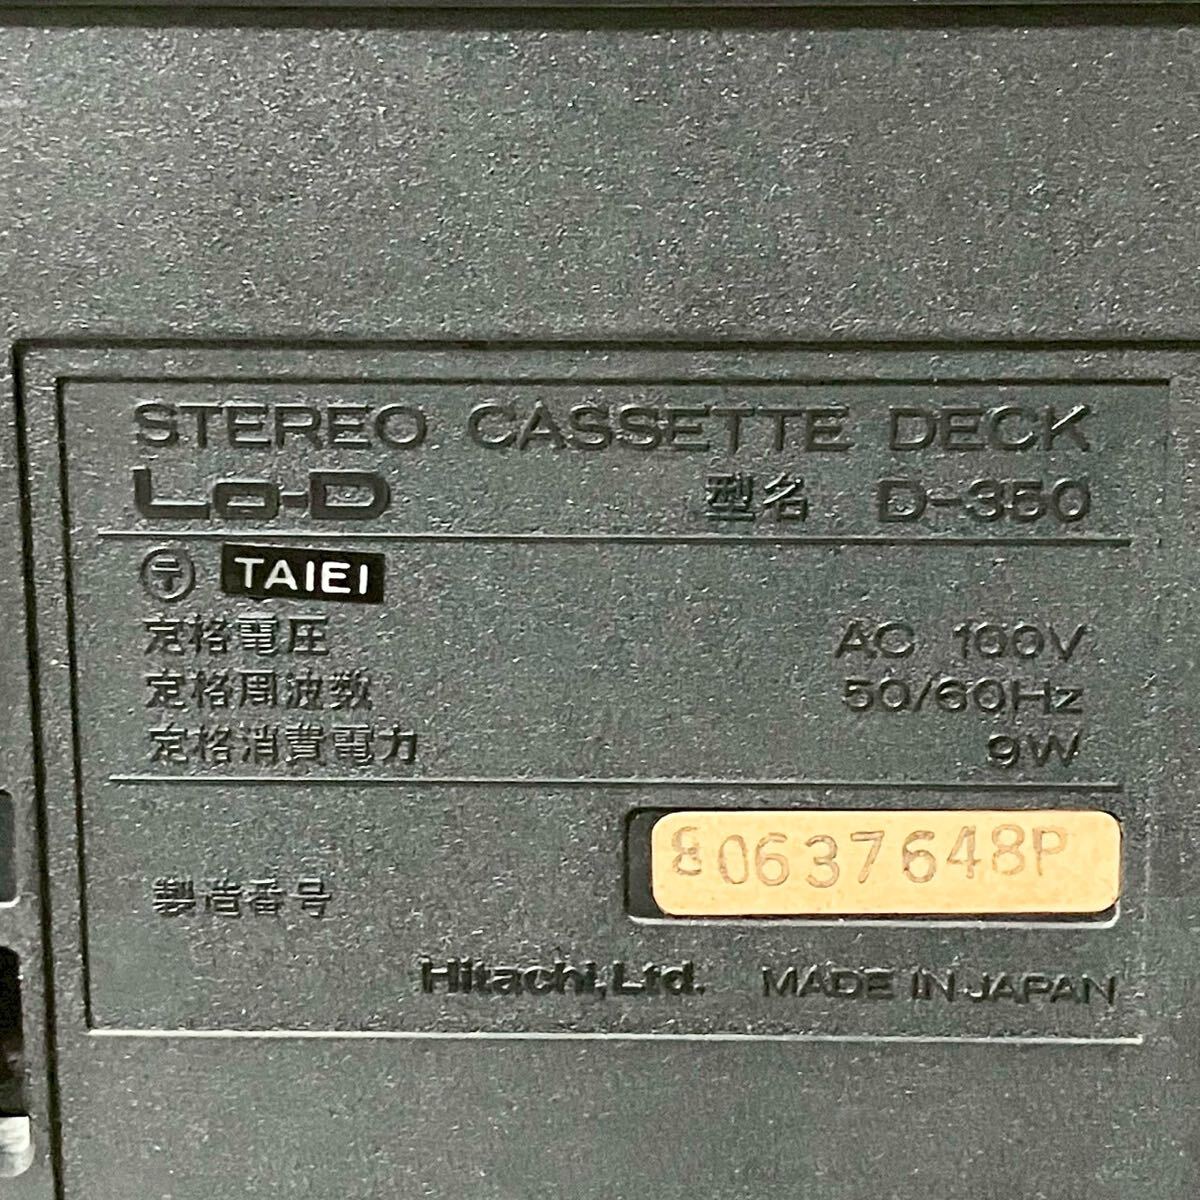 STEREO CASSETTE DECK
Lo-D 型名 D-350
〒 TAIEI
定格電圧 AC 100V
定格周波数 50/60Hz
定格消費電力 9W
製造番号 80637648P
Hitachi, Ltd. MADE IN JAPAN